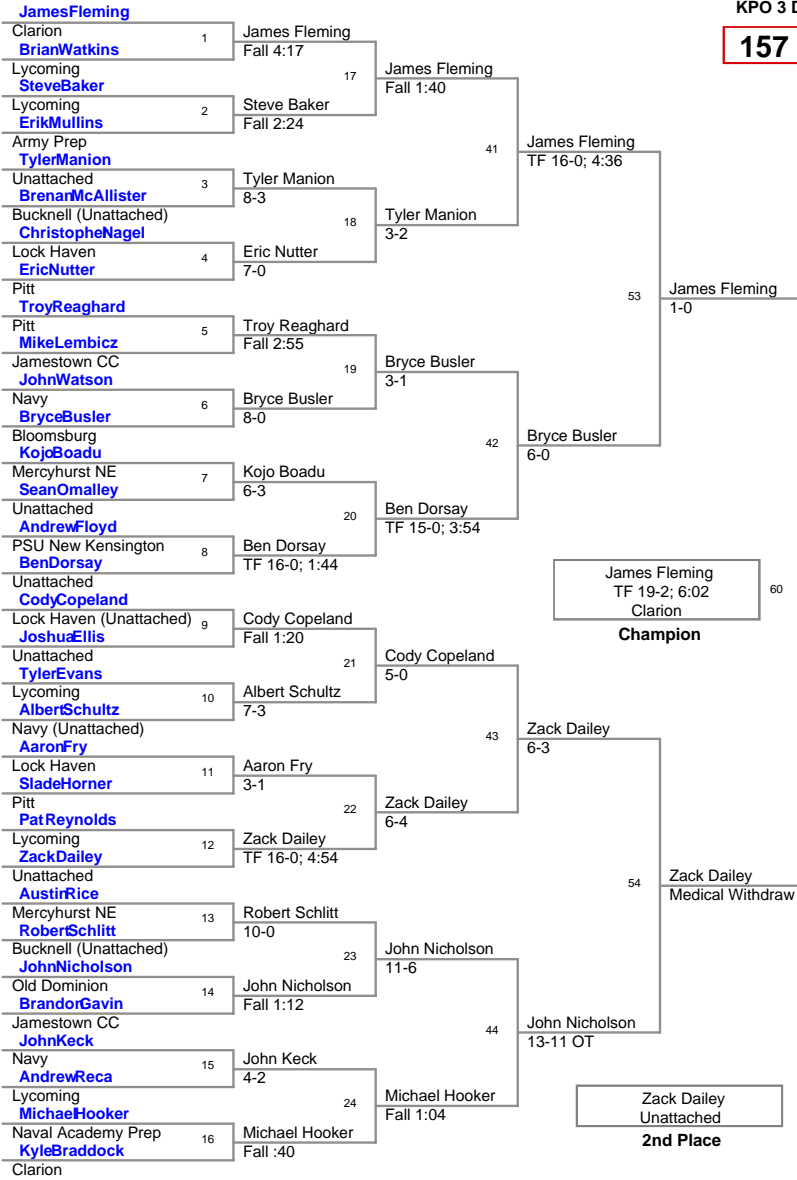 KPO 3 D
157
JamesFleming
Clarion
BrianWatkins
Lycoming
SteveBaker
Lycoming
ErikMullins
Army Prep
TylerManion
Unattached
BrenanMcAllister
Bucknell (Unattached)
ChristopheNagel
Lock Haven
EricNutter
Pitt
TroyReaghard
Pitt
MikeLembicz
Jamestown CC
JohnWatson
Navy
BryceBusler
Bloomsburg
KojoBoadu
Mercyhurst NE
SeanOmalley
Unattached
AndrewFloyd
PSU New Kensington
BenDorsay
Unattached
CodyCopeland
Lock Haven (Unattached)
JoshuaEllis
Unattached
TylerEvans
Lycoming
AlbertSchultz
Navy (Unattached)
AaronFry
Lock Haven
SladeHorner
Pitt
PatReynolds
Lycoming
ZackDailey
Unattached
AustinRice
Mercyhurst NE
RobertSchlitt
Bucknell (Unattached)
JohnNicholson
Old Dominion
BrandonGavin
Jamestown CC
JohnKeck
Navy
AndrewReca
Lycoming
MichaelHooker
Naval Academy Prep
KyleBraddock
Clarion
1
2
3
4
5
6
7
8
9
10
11
12
13
14
15
16
James Fleming
Fall 4:17
Steve Baker
Fall 2:24
Tyler Manion
8-3
Eric Nutter
7-0
Troy Reaghard
Fall 2:55
Bryce Busler
8-0
Kojo Boadu
6-3
Ben Dorsay
TF 16-0; 1:44
Cody Copeland
Fall 1:20
Albert Schultz
7-3
Aaron Fry
3-1
Zack Dailey
TF 16-0; 4:54
Robert Schlitt
10-0
John Nicholson
Fall 1:12
John Keck
4-2
Michael Hooker
Fall :40
17
18
19
20
21
22
23
24
James Fleming
Fall 1:40
Tyler Manion
3-2
Bryce Busler
3-1
Ben Dorsay
TF 15-0; 3:54
Cody Copeland
5-0
Zack Dailey
6-4
John Nicholson
11-6
Michael Hooker
Fall 1:04
41
42
43
44
James Fleming
TF 16-0; 4:36
Bryce Busler
6-0
Zack Dailey
6-3
John Nicholson
13-11 OT
53
54
James Fleming
1-0
Zack Dailey
Medical Withdraw
James Fleming
TF 19-2; 6:02
Clarion
60
Champion
Zack Dailey
Unattached
2nd Place